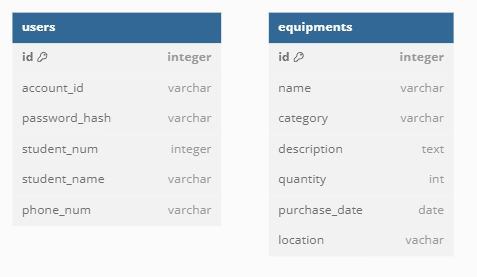 users
id integer
account_id varchar
password_hash varchar
student_num integer
student_name varchar
phone_num varchar
equipments
id integer
name varchar
category varchar
description text
quantity int
purchase_date date
location vachar